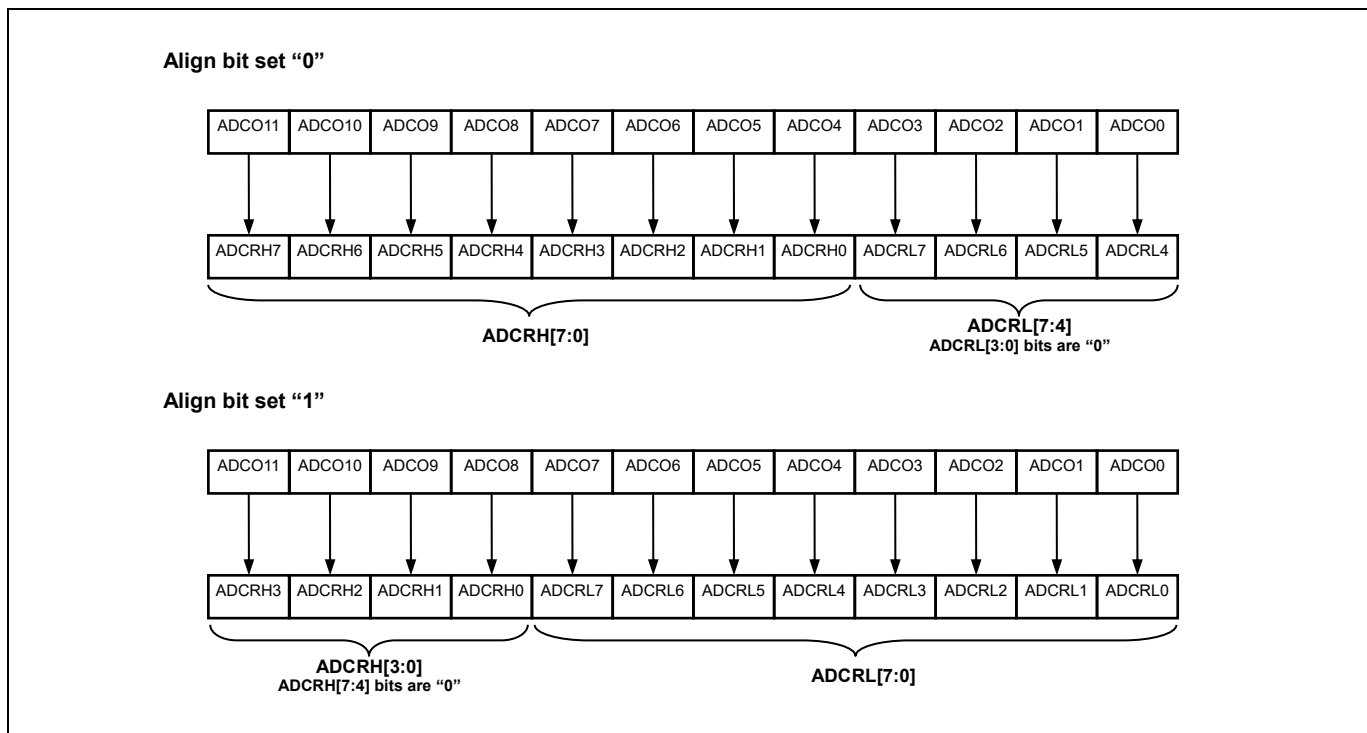 Align bit set “0”
ADCO11 ADCO10 ADCO9 ADCO8 ADCO7 ADCO6 ADCO5 ADCO4 ADCO3 ADCO2 ADCO1 ADCO0
ADCRH7 ADCRH6 ADCRH5 ADCRH4 ADCRH3 ADCRH2 ADCRH1 ADCRH0 ADCRL7 ADCRL6 ADCRL5 ADCRL4
ADCRH[7:0]
ADCRL[7:4]
ADCRL[3:0] bits are “0”
Align bit set “1”
ADCO11 ADCO10 ADCO9 ADCO8 ADCO7 ADCO6 ADCO5 ADCO4 ADCO3 ADCO2 ADCO1 ADCO0
ADCRH3 ADCRH2 ADCRH1 ADCRH0 ADCRL7 ADCRL6 ADCRL5 ADCRL4 ADCRL3 ADCRL2 ADCRL1 ADCRL0
ADCRH[3:0]
ADCRH[7:4] bits are “0”
ADCRL[7:0]